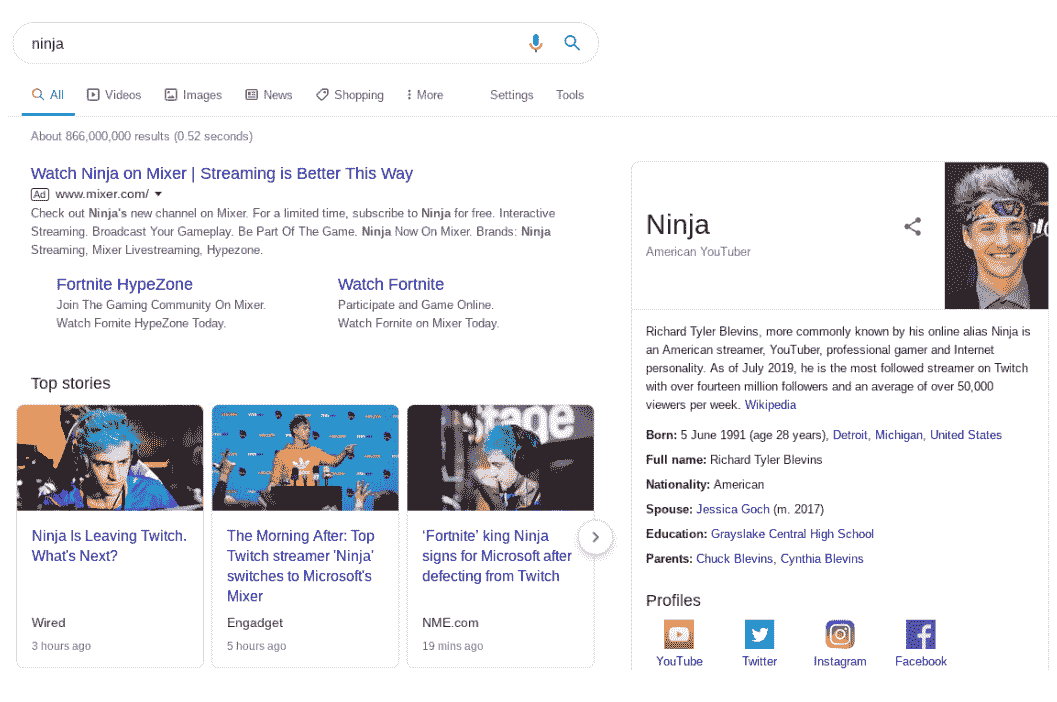 ninja
All
Videos
Images
News
Shopping
More
Settings
Tools
About 866,000,000 results (0.52 seconds)
Watch Ninja on Mixer | Streaming is Better This Way
Ad www.mixer.com/
Check out Ninja's new channel on Mixer. For a limited time, subscribe to Ninja for free. Interactive
Streaming. Broadcast Your Gameplay. Be Part Of The Game. Ninja Now On Mixer. Brands: Ninja
Streaming, Mixer Livestreaming, Hypezone.
Fortnite HypeZone
Join The Gaming Community On Mixer.
Watch Fornite HypeZone Today.
Watch Fortnite
Participate and Game Online.
Watch Fornite on Mixer Today.
Top stories
Stage
Ninja Is Leaving Twitch.
What's Next?
Wired
3 hours ago
The Morning After: Top
Twitch streamer 'Ninja'
switches to Microsoft's
Mixer
Engadget
5 hours ago
‘Fortnite’ king Ninja
signs for Microsoft after
defecting from Twitch
NME.com
19 mins ago
Ninja
American YouTuber
Richard Tyler Blevins, more commonly known by his online alias Ninja is
an American streamer, YouTuber, professional gamer and Internet
personality. As of July 2019, he is the most followed streamer on Twitch
with over fourteen million followers and an average of over 50,000
viewers per week. Wikipedia
Born: 5 June 1991 (age 28 years), Detroit, Michigan, United States
Full name: Richard Tyler Blevins
Nationality: American
Spouse: Jessica Goch (m. 2017)
Education: Grayslake Central High School
Parents: Chuck Blevins, Cynthia Blevins
Profiles
YouTube
Twitter
Instagram
Facebook